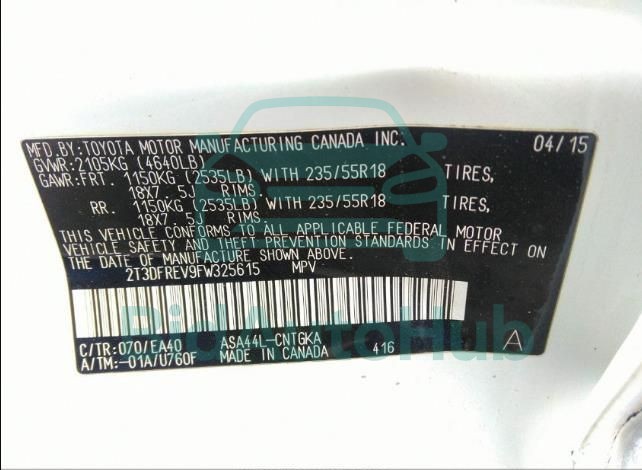 MFD.BY:TOYOTA MOTOR MANUFACTURING CANADA INC. 04/15
GVWR:2105KG (4640LB)
GAWR:FRT. 1150KG (2535LB) WITH 235/55R18 TIRES,
18X7. 5J RIMS.
RR. 1150KG (2535LB) WITH 235/55R18 TIRES,
18X7. 5J RIMS.
THIS VEHICLE CONFORMS TO ALL APPLICABLE FEDERAL MOTOR
VEHICLE SAFETY AND THEFT PREVENTION STANDARDS IN EFFECT ON
THE DATE OF MANUFACTURE SHOWN ABOVE.
2T3DFREV9FW325615 MPV
C/TR:070/EA40 ASA44L-CNTGKA
A/TM:-01A/U760F MADE IN CANADA 416 A
BidAutoHub